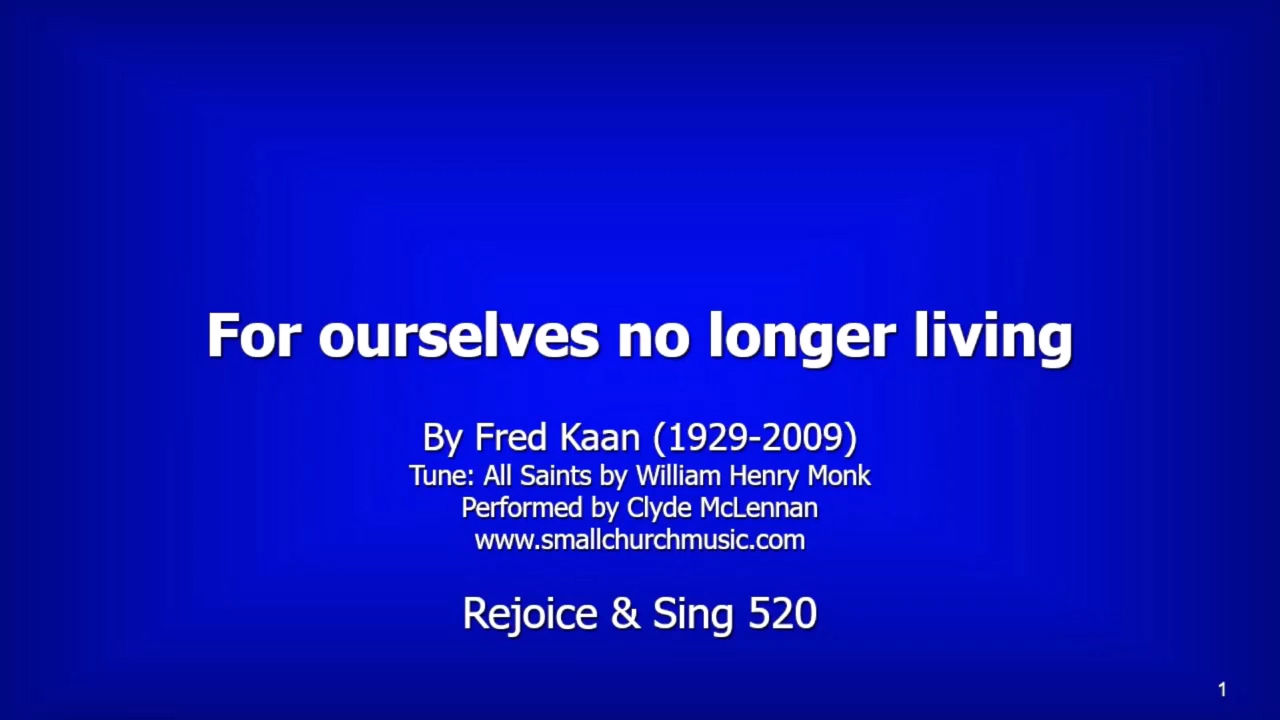 For ourselves no longer living
By Fred Kaan (1929-2009)
Tune: All Saints by William Henry Monk
Performed by Clyde McLennan
www.smallchurchmusic.com
Rejoice & Sing 520
1